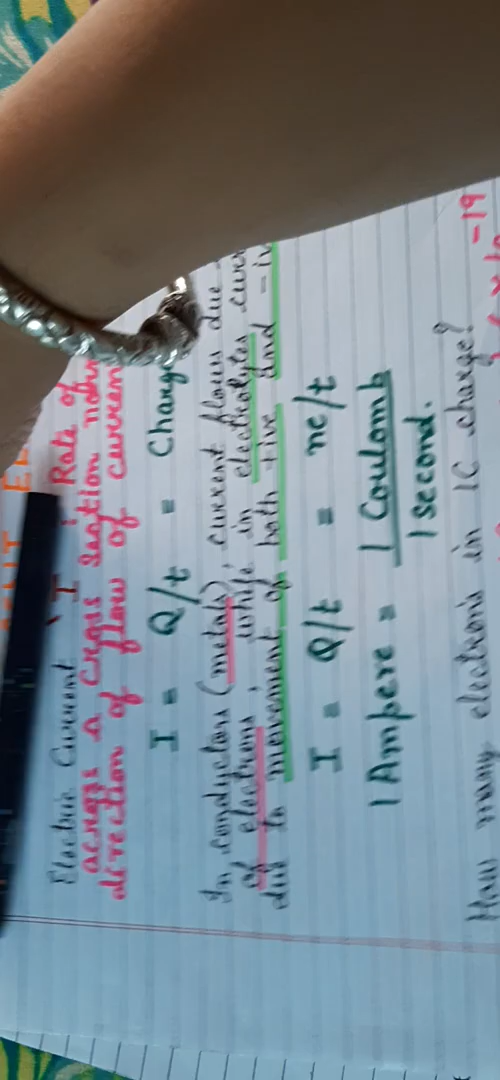 Electric Current 'I' Rate of
across a cross section norm
direction of flow of curren
I = Q/t = Charge
In conductors (metals), current flows due
of electrons; while in electrolytes curr
due to movement of both +ive and -iv
I = Q/t = ne/t
1 Ampere = 1 Coulomb
1 second.
How many electrons in 1C charge?
-19